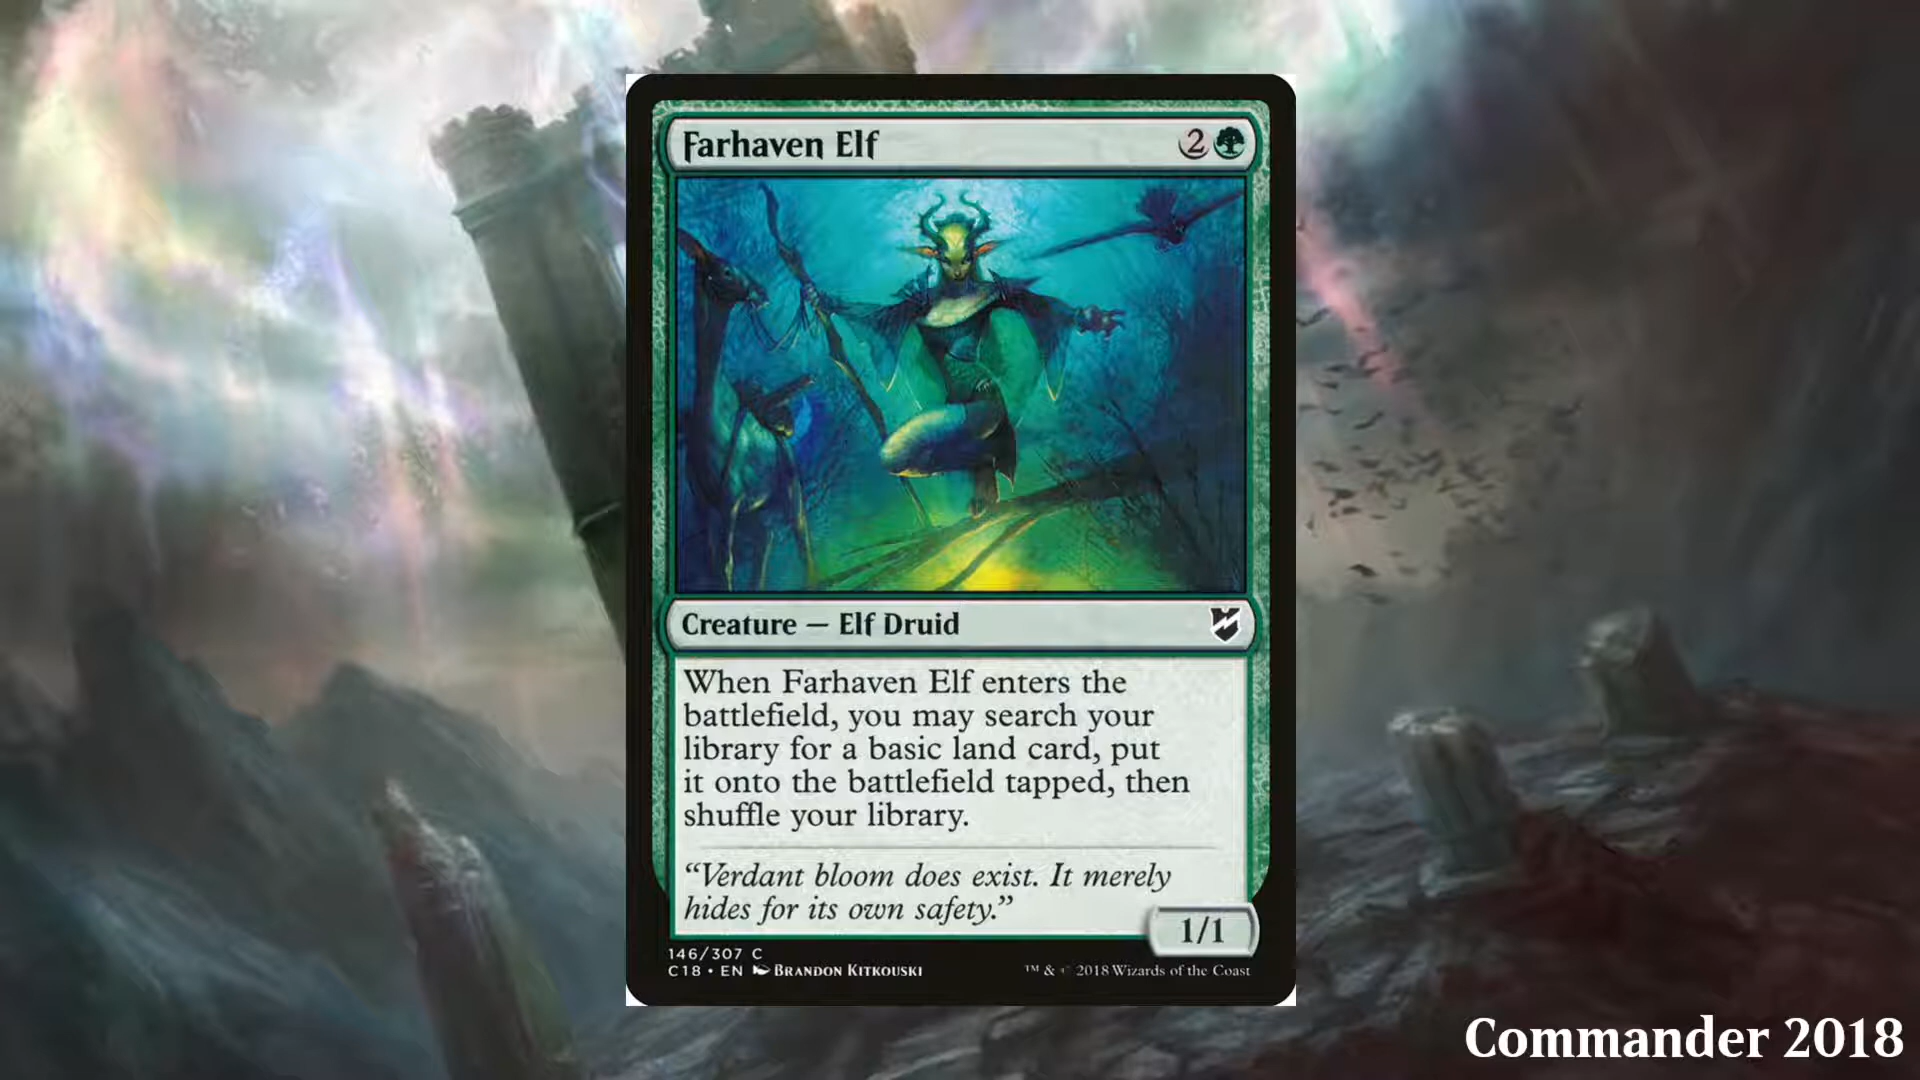 Farhaven Elf 2
Creature — Elf Druid
When Farhaven Elf enters the
battlefield, you may search your
library for a basic land card, put
it onto the battlefield tapped, then
shuffle your library.
“Verdant bloom does exist. It merely
hides for its own safety.”
1/1
146/307 C
C18 • EN BRANDON KITKOUSKI
™ & © 2018 Wizards of the Coast
Commander 2018